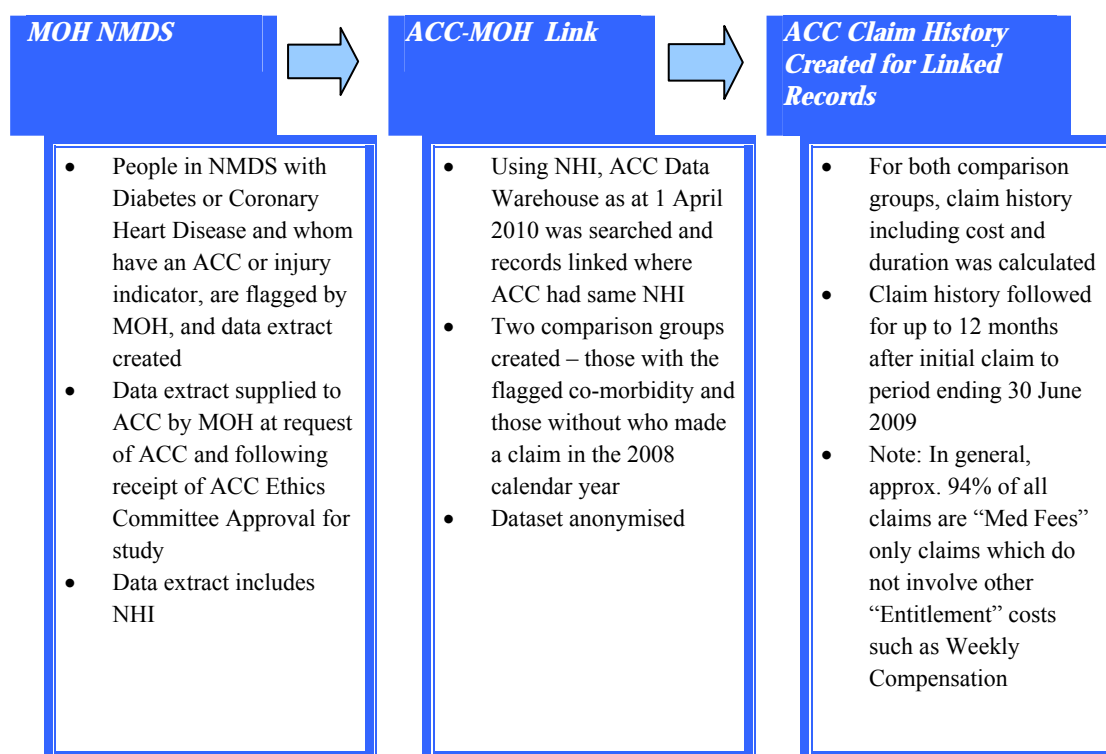 MOH NMDS
• People in NMDS with
Diabetes or Coronary
Heart Disease and whom
have an ACC or injury
indicator, are flagged by
MOH, and data extract
created
• Data extract supplied to
ACC by MOH at request
of ACC and following
receipt of ACC Ethics
Committee Approval for
study
• Data extract includes
NHI
ACC-MOH Link
• Using NHI, ACC Data
Warehouse as at 1 April
2010 was searched and
records linked where
ACC had same NHI
• Two comparison groups
created – those with the
flagged co-morbidity and
those without who made
a claim in the 2008
calendar year
• Dataset anonymised
ACC Claim History
Created for Linked
Records
• For both comparison
groups, claim history
including cost and
duration was calculated
• Claim history followed
for up to 12 months
after initial claim to
period ending 30 June
2009
• Note: In general,
approx. 94% of all
claims are “Med Fees”
only claims which do
not involve other
“Entitlement” costs
such as Weekly
Compensation